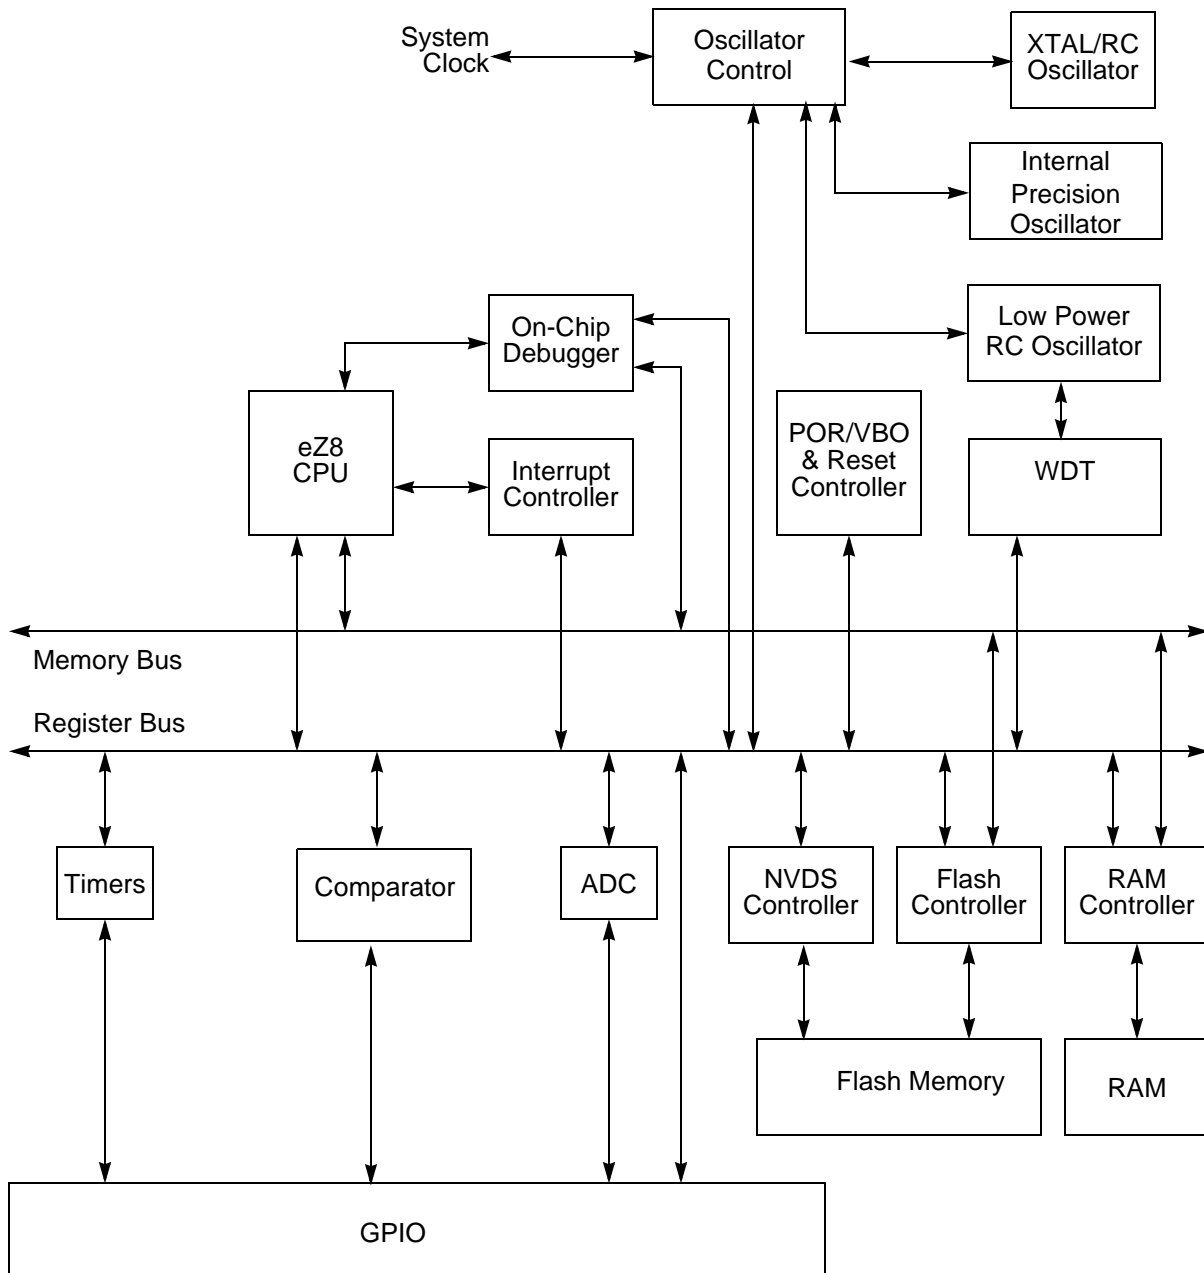 System
Clock
Oscillator
Control
XTAL/RC
Oscillator
Internal
Precision
Oscillator
On-Chip
Debugger
Low Power
RC Oscillator
eZ8
CPU
Interrupt
Controller
POR/VBO
& Reset
Controller
WDT
Memory Bus
Register Bus
Timers
Comparator
ADC
NVDS
Controller
Flash
Controller
RAM
Controller
Flash Memory
RAM
GPIO